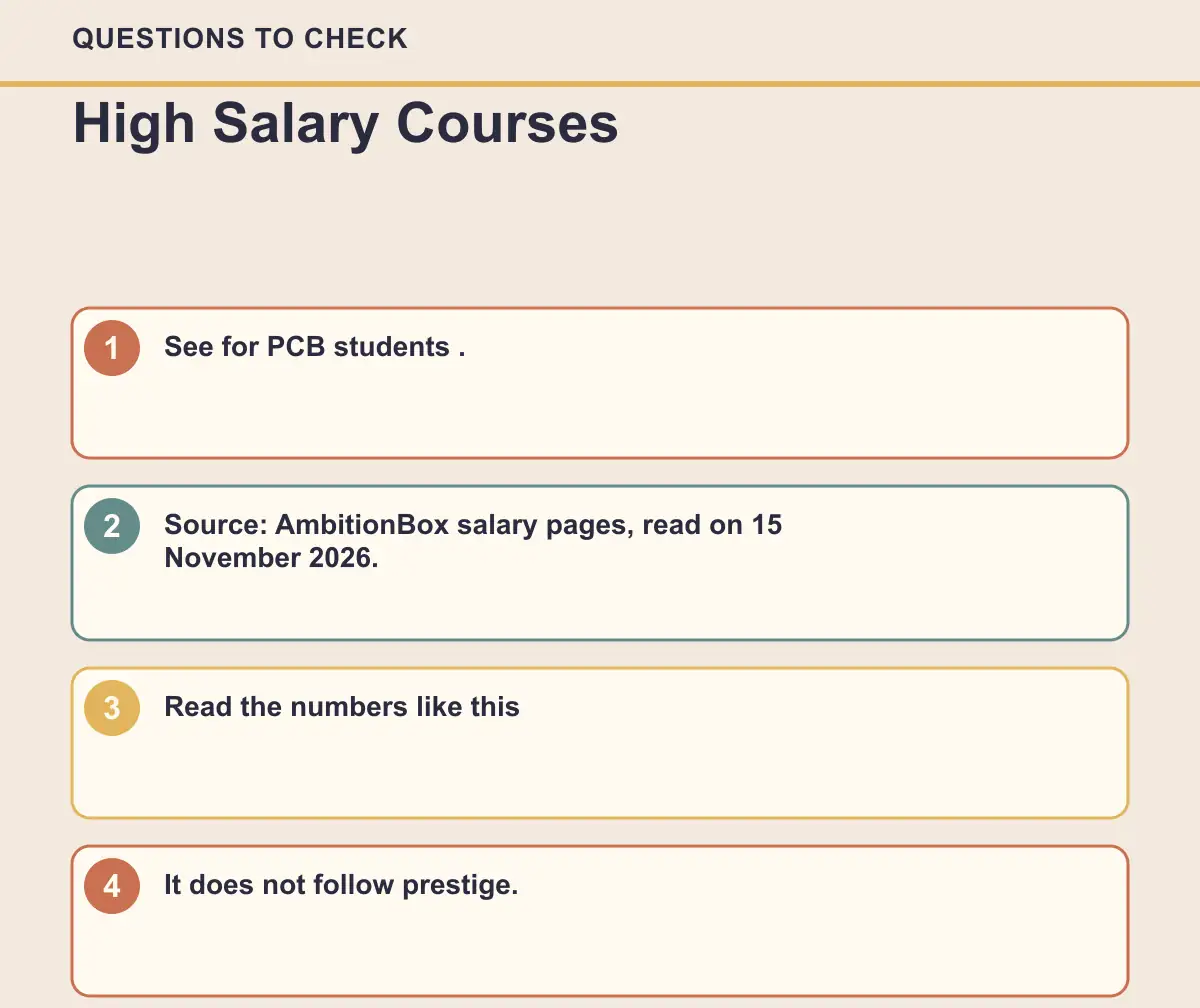 QUESTIONS TO CHECK
High Salary Courses
1
See for PCB students .
2
Source: AmbitionBox salary pages, read on 15
November 2026.
3
Read the numbers like this
4
It does not follow prestige.